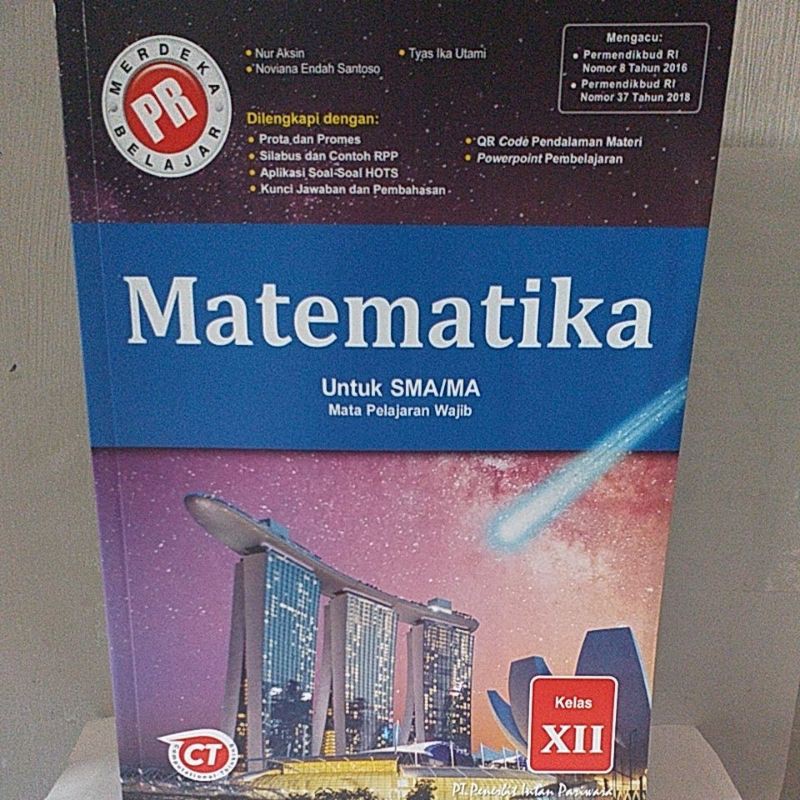 MERDEKA
PR
BELAJAR
• Nur Aksin
• Noviana Endah Santoso
• Tyas Ika Utami
Mengacu:
• Permendikbud RI
Nomor 8 Tahun 2016
• Permendikbud RI
Nomor 37 Tahun 2018
Dilengkapi dengan:
• Prota dan Promes
• Silabus dan Contoh RPP
• Aplikasi Soal-Soal HOTS
• Kunci Jawaban dan Pembahasan
• QR Code Pendalaman Materi
• Powerpoint Pembelajaran
Matematika
Untuk SMA/MA
Mata Pelajaran Wajib
Kelas
XII
CT
Computational Thinking
PT Penerbit Intan Pariwara